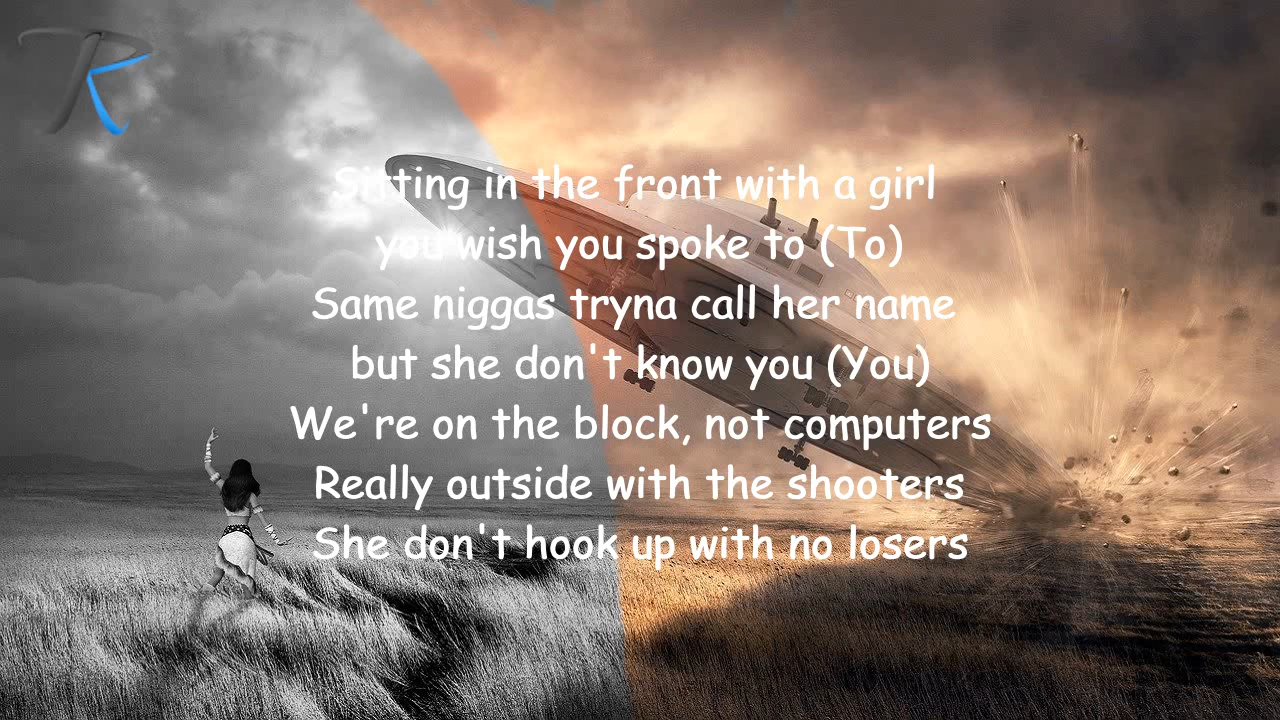 TR
Sitting in the front with a girl
you wish you spoke to (To)
Same niggas tryna call her name
but she don't know you (You)
We're on the block, not computers
Really outside with the shooters
She don't hook up with no losers